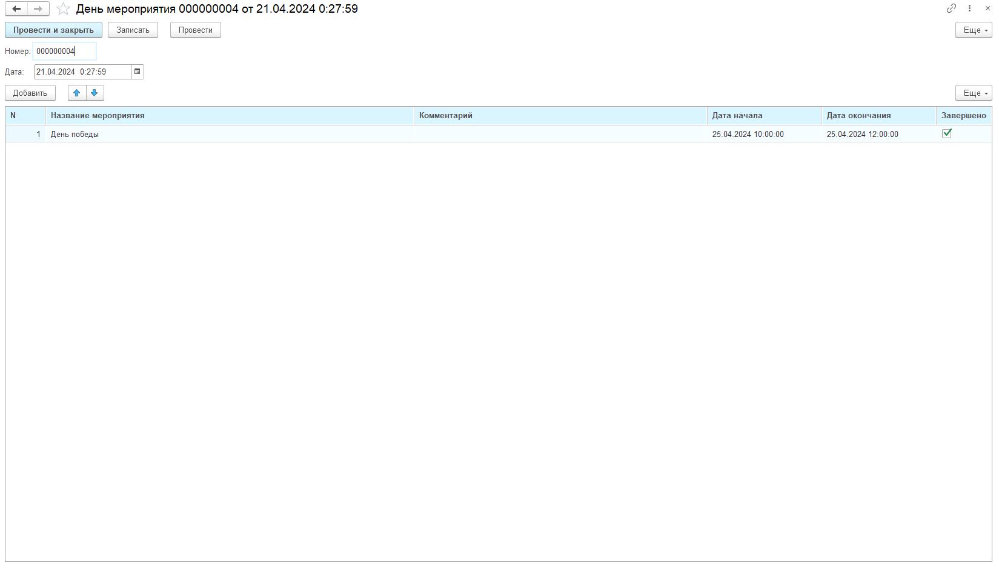 День мероприятия 000000004 от 21.04.2024 0:27:59
Провести и закрыть Записать Провести Еще
Номер: 000000004
Дата: 21.04.2024 0:27:59
Добавить Еще
N Название мероприятия Комментарий Дата начала Дата окончания Завершено
1 День победы 25.04.2024 10:00:00 25.04.2024 12:00:00